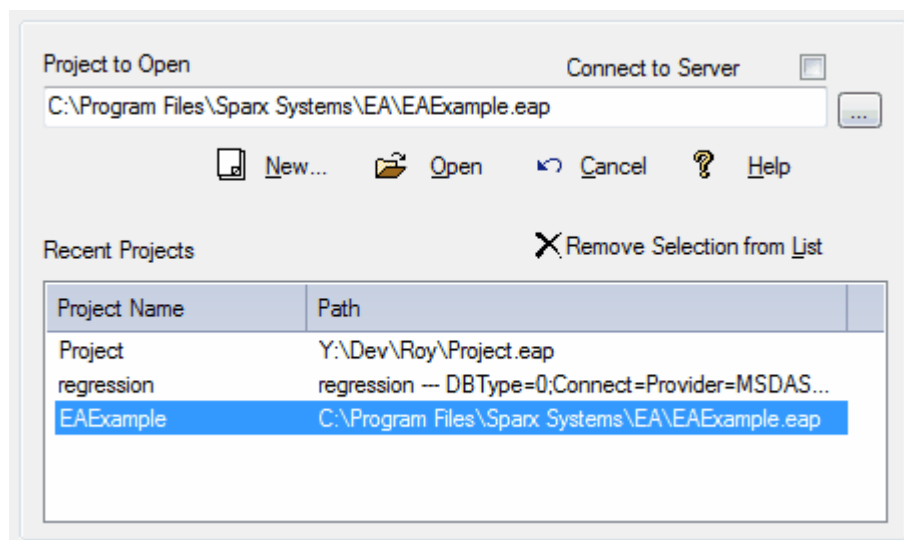 Project to Open Connect to Server
C:\Program Files\Sparx Systems\EA\EAExample.eap ...
New... Open Cancel ? Help
Recent Projects Remove Selection from List
Project Name Path
Project Y:\Dev\Roy\Project.eap
regression regression --- DBType=0;Connect=Provider=MSDAS...
EAExample C:\Program Files\Sparx Systems\EA\EAExample.eap